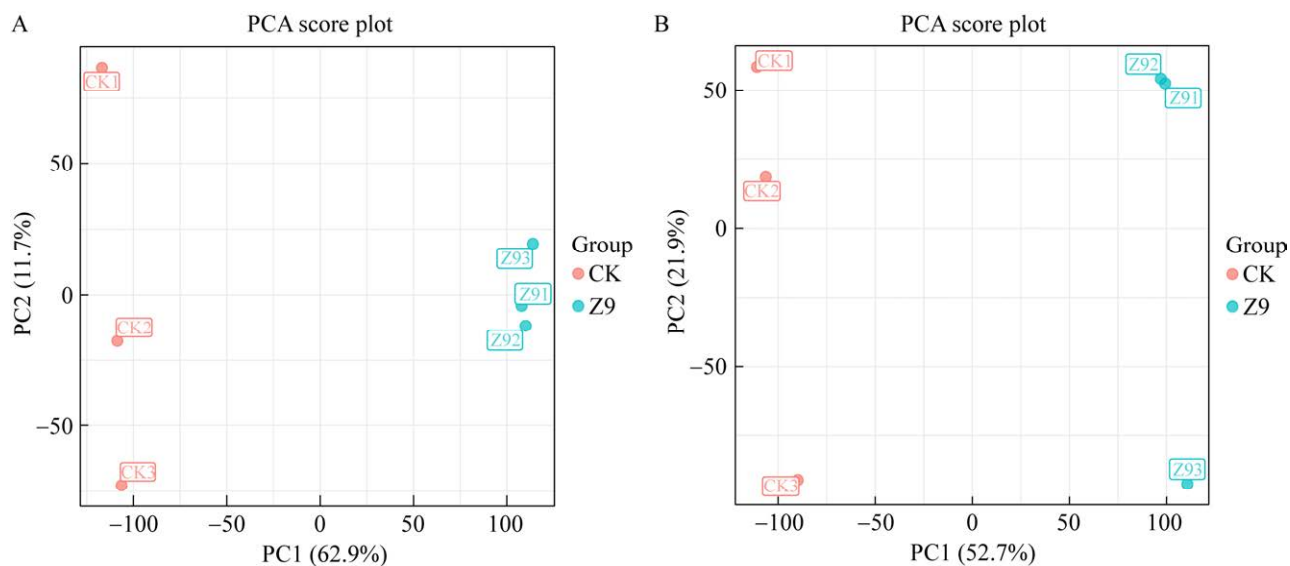 A
PCA score plot
CK1
50
Z93
Z91
0
Z92
CK2
−50
CK3
PC2 (11.7%)
−100
−50
0
50
100
PC1 (62.9%)
Group
CK
Z9
B
PCA score plot
CK1
Z92
Z91
50
CK2
0
−50
Z93
CK3
PC2 (21.9%)
−100
−50
0
50
100
PC1 (52.7%)
Group
CK
Z9